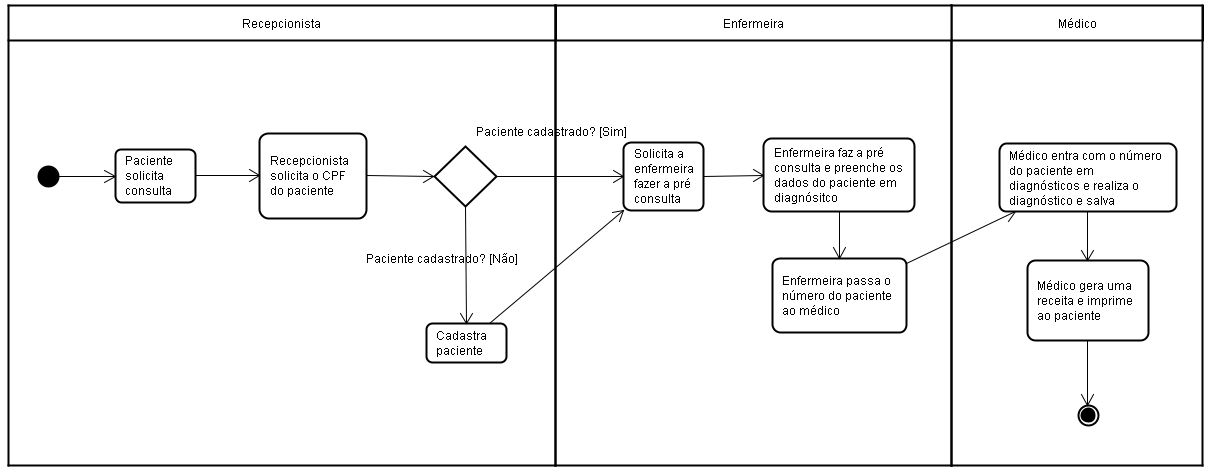 Recepcionista
Enfermeira
Médico
Paciente
solicita
consulta
Recepcionista
solicita o CPF
do paciente
Paciente cadastrado? [Sim]
Paciente cadastrado? [Não]
Cadastra
paciente
Solicita a
enfermeira
fazer a pré
consulta
Enfermeira faz a pré
consulta e preenche os
dados do paciente em
diagnósitco
Enfermeira passa o
número do paciente
ao médico
Médico entra com o número
do paciente em
diagnósticos e realiza o
diagnóstico e salva
Médico gera uma
receita e imprime
ao paciente